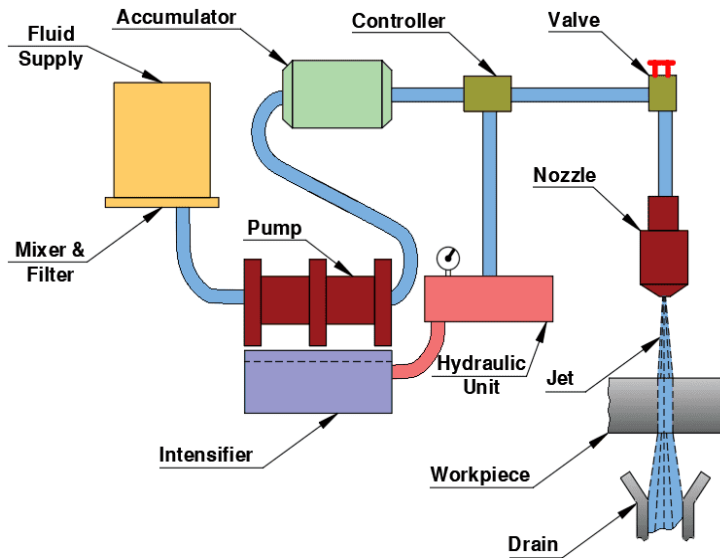 Accumulator
Controller
Valve
Fluid
Supply
Nozzle
Mixer &
Filter
Pump
Hydraulic
Unit
Jet
Intensifier
Workpiece
Drain